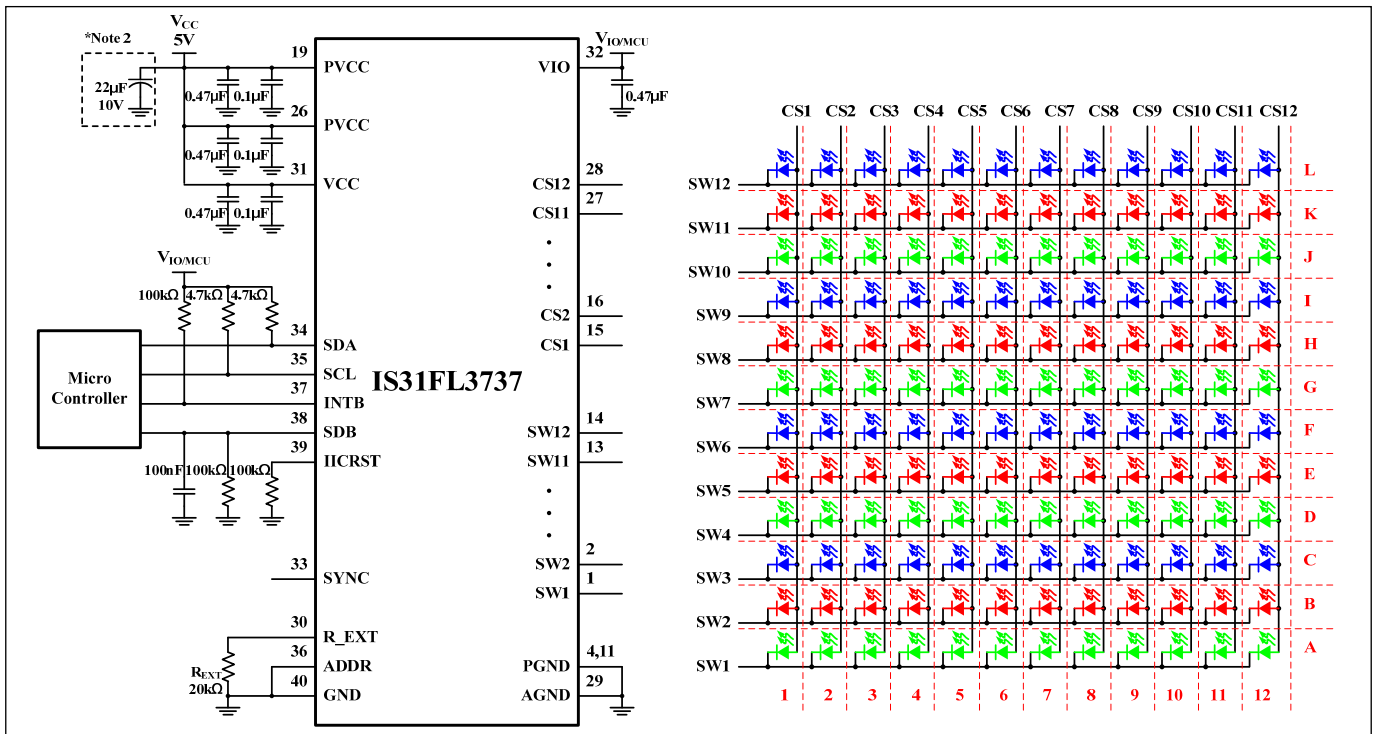 *Note 2
22µF
10V
VCC
5V
19
PVCC
0.47µF
0.1µF
26
PVCC
0.47µF
0.1µF
31
VCC
0.47µF
0.1µF
VIO/MCU
100kΩ
4.7kΩ
4.7kΩ
Micro
Controller
34
SDA
35
SCL
37
INTB
38
SDB
39
IICRST
100nF
100kΩ
100kΩ
33
SYNC
30
R_EXT
36
ADDR
40
GND
REXT
20kΩ
IS31FL3737
32
VIO
VIO/MCU
0.47µF
28
CS12
27
CS11
16
CS2
15
CS1
14
SW12
13
SW11
2
SW2
1
SW1
4,11
PGND
29
AGND
CS1 CS2 CS3 CS4 CS5 CS6 CS7 CS8 CS9 CS10 CS11 CS12
SW12 L
SW11 K
SW10 J
SW9 I
SW8 H
SW7 G
SW6 F
SW5 E
SW4 D
SW3 C
SW2 B
SW1 A
1 2 3 4 5 6 7 8 9 10 11 12